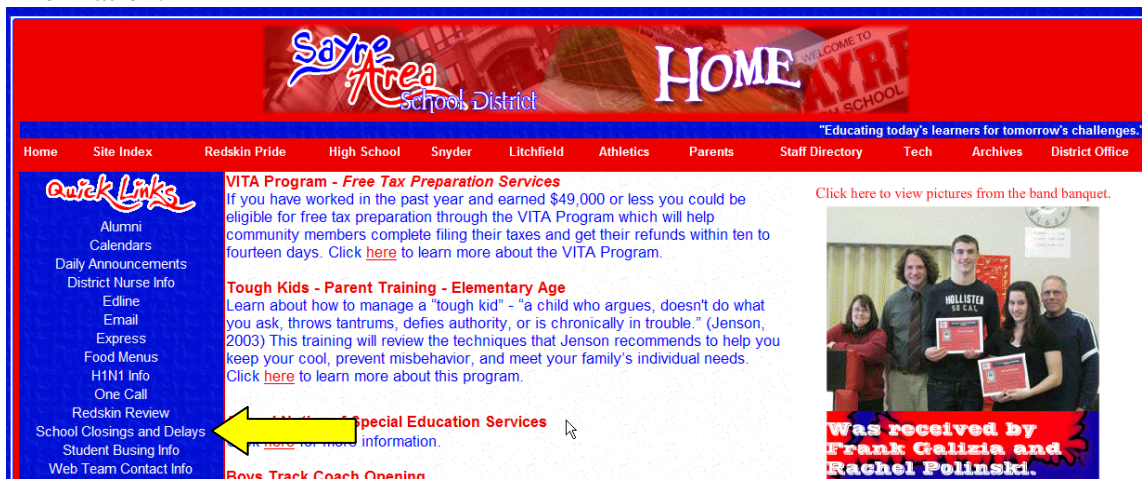 Sayre
Area
School District
HOME
WELCOME TO
SCHOOL
"Educating today's learners for tomorrow's challenges."
Home Site Index Redskin Pride High School Snyder Litchfield Athletics Parents Staff Directory Tech Archives District Office
Quick Links
Alumni
Calendars
Daily Announcements
District Nurse Info
Edline
Email
Express
Food Menus
H1N1 Info
One Call
Redskin Review
School Closings and Delays
Student Busing Info
Web Team Contact Info
VITA Program - Free Tax Preparation Services
If you have worked in the past year and earned $49,000 or less you could be
eligible for free tax preparation through the VITA Program which will help
community members complete filing their taxes and get their refunds within ten to
fourteen days. Click here to learn more about the VITA Program.
Tough Kids - Parent Training - Elementary Age
Learn about how to manage a "tough kid" - "a child who argues, doesn't do what
you ask, throws tantrums, defies authority, or is chronically in trouble." (Jenson,
2003) This training will review the techniques that Jenson recommends to help you
keep your cool, prevent misbehavior, and meet your family's individual needs.
Click here to learn more about this program.
Special Education Services
here for more information.
Boys Track Coach Opening
Click here to view pictures from the band banquet.
HOLLISTER
SO CAL
Was received by
Frank Galizia and
Rachel Polinski.